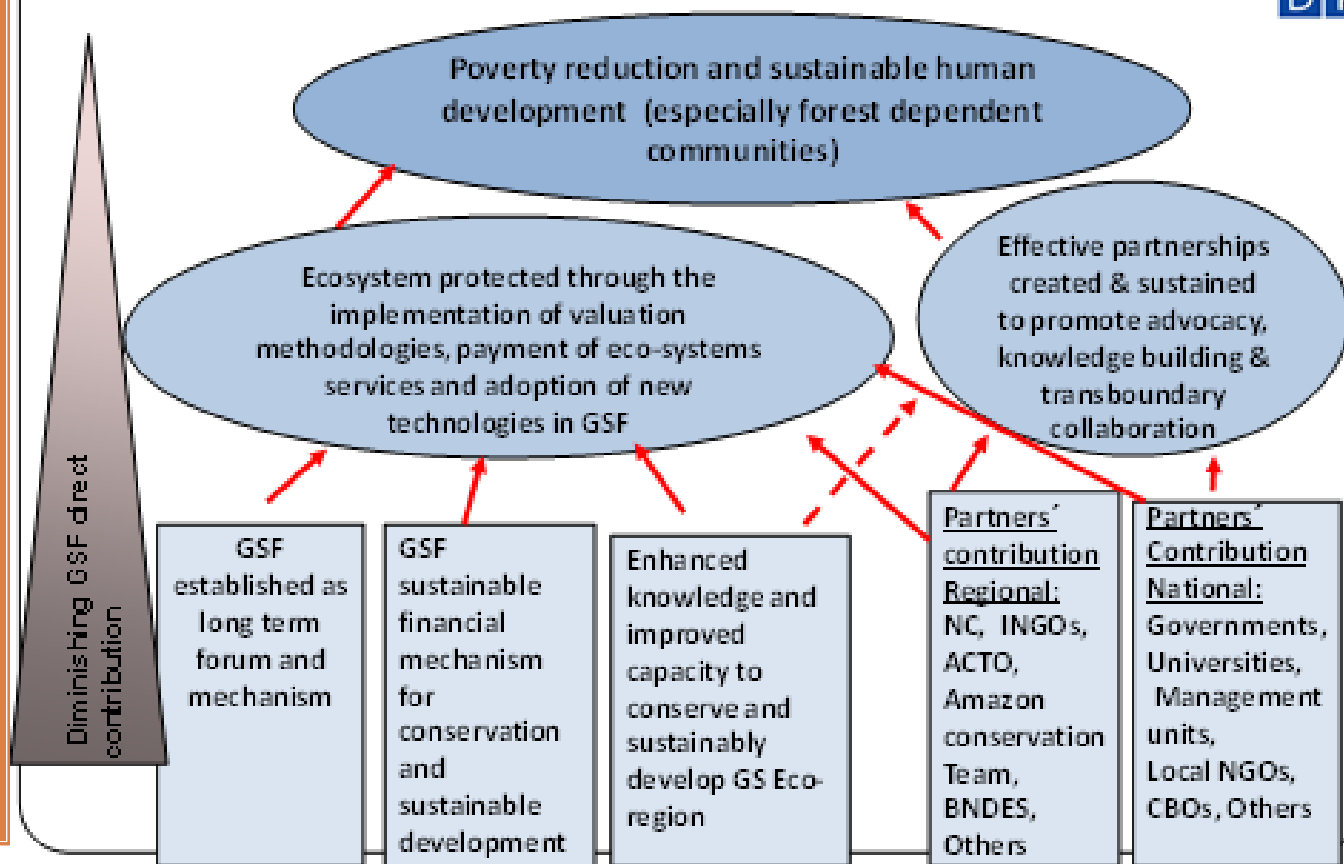 Poverty reduction and sustainable human
development (especially forest dependent
communities)
Ecosystem protected through the
implementation of valuation
methodologies, payment of eco-systems
services and adoption of new
technologies in GSF
Effective partnerships
created & sustained
to promote advocacy,
knowledge building &
transboundary
collaboration
Diminishing GSF direct
contribution
GSF
established as
long term
forum and
mechanism
GSF
sustainable
financial
mechanism
for
conservation
and
sustainable
development
Enhanced
knowledge and
improved
capacity to
conserve and
sustainably
develop GS Eco-
region
Partners´
contribution
Regional:
NC, INGOs,
ACTO,
Amazon
conservation
Team,
BNDES,
Others
Partners´
Contribution
National:
Governments,
Universities,
Management
units,
Local NGOs,
CBOs, Others